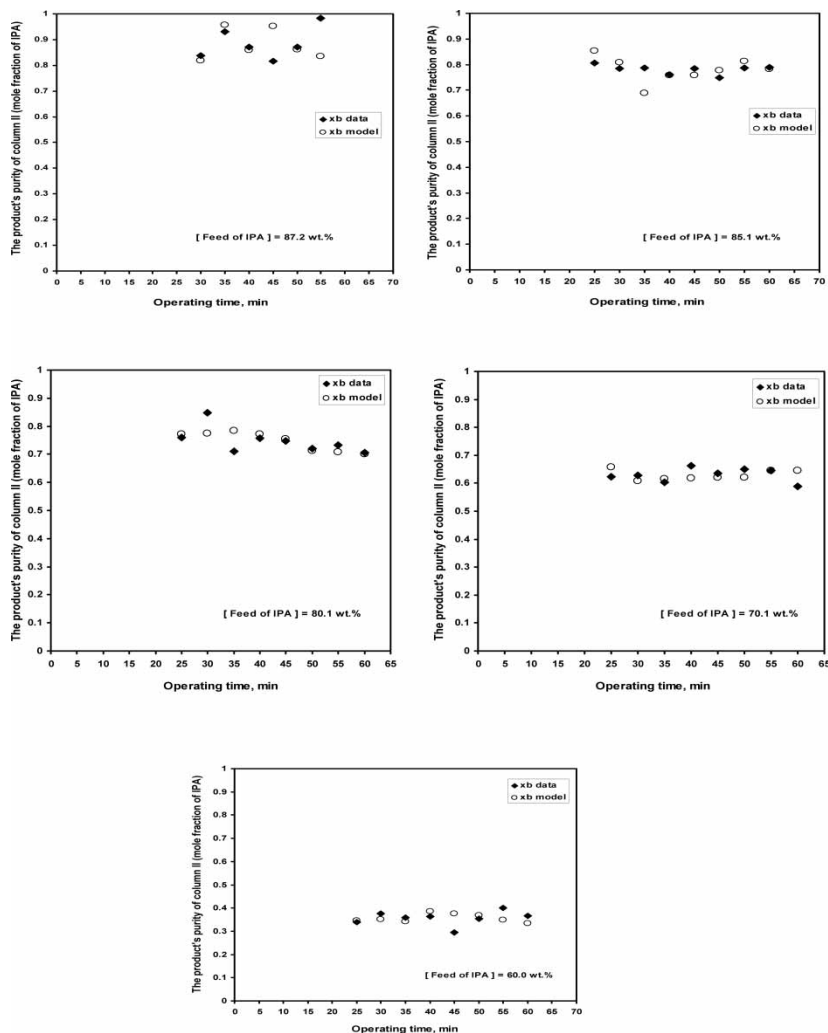 The product's purity of column II (mole fraction of IPA)
1
0.9
0.8
0.7
0.6
0.5
0.4
0.3
0.2
0.1
0
xb data
xb model
[ Feed of IPA ] = 87.2 wt.%
0 5 10 15 20 25 30 35 40 45 50 55 60 65 70
Operating time, min
The product's purity of column II (mole fraction of IPA)
1
0.9
0.8
0.7
0.6
0.5
0.4
0.3
0.2
0.1
0
xb data
xb model
[ Feed of IPA ] = 85.1 wt.%
0 5 10 15 20 25 30 35 40 45 50 55 60 65 70
Operating time, min
The product's purity of column II (mole fraction of IPA)
1
0.9
0.8
0.7
0.6
0.5
0.4
0.3
0.2
0.1
0
xb data
xb model
[ Feed of IPA ] = 80.1 wt.%
0 5 10 15 20 25 30 35 40 45 50 55 60 65
Operating time, min
The product's purity of column II (mole fraction of IPA)
1
0.9
0.8
0.7
0.6
0.5
0.4
0.3
0.2
0.1
0
xb data
xb model
[ Feed of IPA ] = 70.1 wt.%
0 5 10 15 20 25 30 35 40 45 50 55 60 65
Operating time, min
The product's purity of column II (mole fraction of IPA)
1
0.9
0.8
0.7
0.6
0.5
0.4
0.3
0.2
0.1
0
xb data
xb model
[ Feed of IPA ] = 60.0 wt.%
0 5 10 15 20 25 30 35 40 45 50 55 60 65 70
Operating time, min